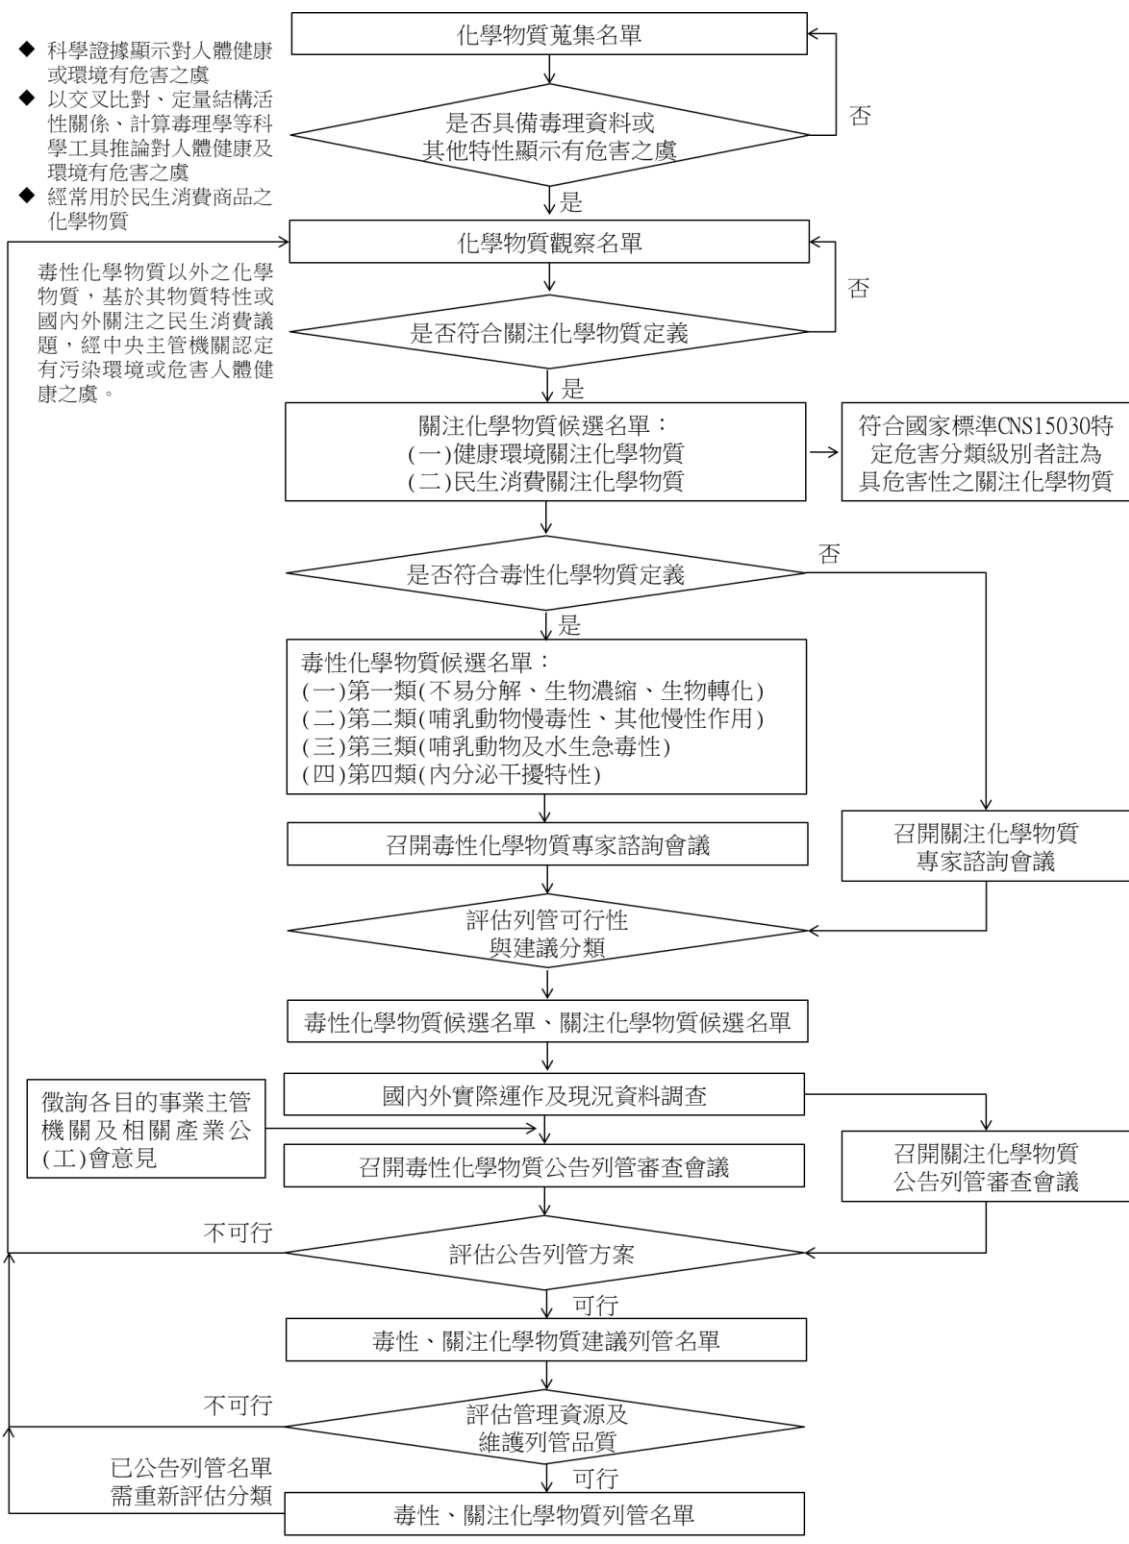 化學物質蒐集名單
◆ 科學證據顯示對人體健康
或環境有危害之虞
◆ 以交叉比對、定量結構活
性關係、計算毒理學等科
學工具推論對人體健康及
環境有危害之虞
◆ 經常用於民生消費商品之
化學物質
是否具備毒理資料或
其他特性顯示有危害之虞
否
是
化學物質觀察名單
毒性化學物質以外之化學
物質，基於其物質特性或
國內外關注之民生消費議
題，經中央主管機關認定
有污染環境或危害人體健
康之虞。
是否符合關注化學物質定義
否
是
關注化學物質候選名單：
(一)健康環境關注化學物質
(二)民生消費關注化學物質
符合國家標準CNS15030特
定危害分類級別者註為
具危害性之關注化學物質
是否符合毒性化學物質定義
否
是
毒性化學物質候選名單：
(一)第一類(不易分解、生物濃縮、生物轉化)
(二)第二類(哺乳動物慢毒性、其他慢性作用)
(三)第三類(哺乳動物及水生急毒性)
(四)第四類(內分泌干擾特性)
召開毒性化學物質專家諮詢會議
召開關注化學物質
專家諮詢會議
評估列管可行性
與建議分類
毒性化學物質候選名單、關注化學物質候選名單
國內外實際運作及現況資料調查
徵詢各目的事業主管
機關及相關產業公
(工)會意見
召開毒性化學物質公告列管審查會議
召開關注化學物質
公告列管審查會議
不可行
評估公告列管方案
可行
毒性、關注化學物質建議列管名單
不可行
評估管理資源及
維護列管品質
可行
已公告列管名單
需重新評估分類
毒性、關注化學物質列管名單